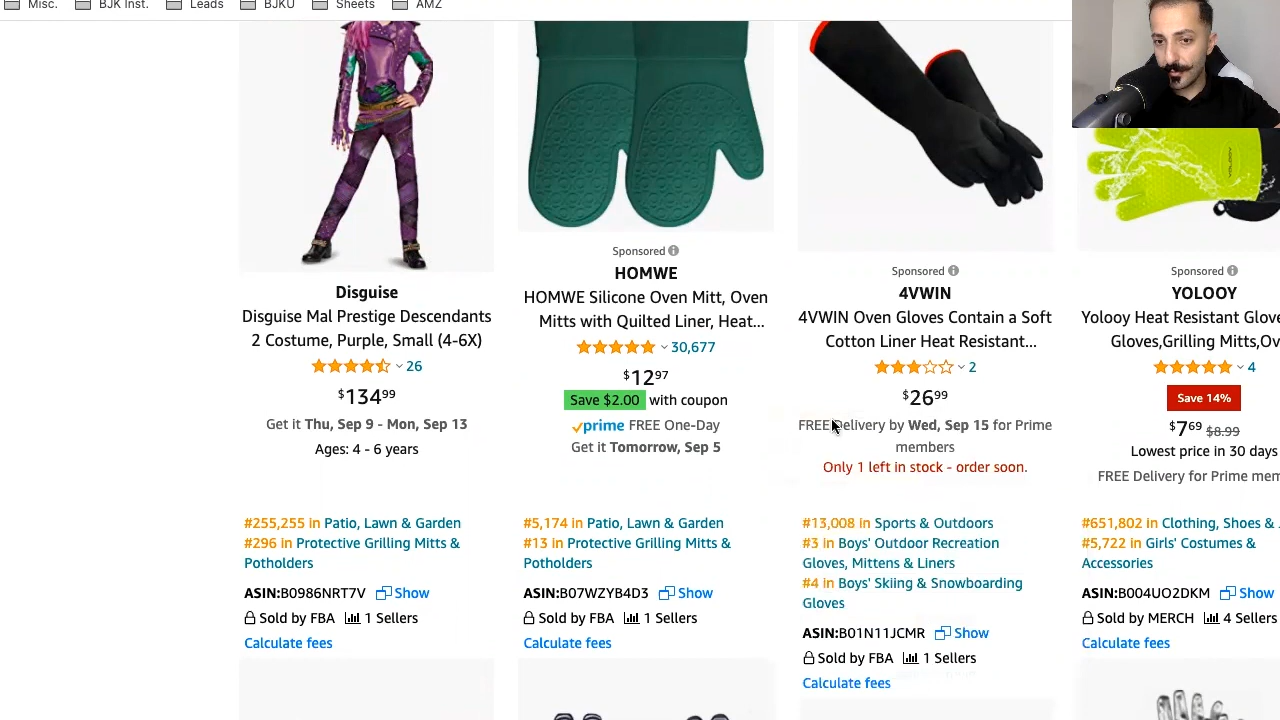 Misc.
BJK Inst.
Leads
BJKU
Sheets
AMZ
Disguise
Disguise Mal Prestige Descendants
2 Costume, Purple, Small (4-6X)
26
$134.99
Get it Thu, Sep 9 - Mon, Sep 13
Ages: 4 - 6 years
#255,255 in Patio, Lawn & Garden
#296 in Protective Grilling Mitts &
Potholders
ASIN:B0986NRT7V Show
Sold by FBA 1 Sellers
Calculate fees
Sponsored
HOMWE
HOMWE Silicone Oven Mitt, Oven
Mitts with Quilted Liner, Heat...
30,677
$12.97
Save $2.00 with coupon
prime FREE One-Day
Get it Tomorrow, Sep 5
#5,174 in Patio, Lawn & Garden
#13 in Protective Grilling Mitts &
Potholders
ASIN:B07WZYB4D3 Show
Sold by FBA 1 Sellers
Calculate fees
Sponsored
4VWIN
4VWIN Oven Gloves Contain a Soft
Cotton Liner Heat Resistant...
2
$26.99
FREE Delivery by Wed, Sep 15 for Prime
members
Only 1 left in stock - order soon.
#13,008 in Sports & Outdoors
#3 in Boys' Outdoor Recreation
Gloves, Mittens & Liners
#4 in Boys' Skiing & Snowboarding
Gloves
ASIN:B01N11JCMR Show
Sold by FBA 1 Sellers
Calculate fees
Sponsored
YOLOOY
Yolooy Heat Resistant Glove
Gloves,Grilling Mitts,Ov
4
Save 14%
$7.69 $8.99
Lowest price in 30 days
FREE Delivery for Prime mem
#651,802 in Clothing, Shoes &
#5,722 in Girls' Costumes &
Accessories
ASIN:B004UO2DKM Show
Sold by MERCH 4 Sellers
Calculate fees